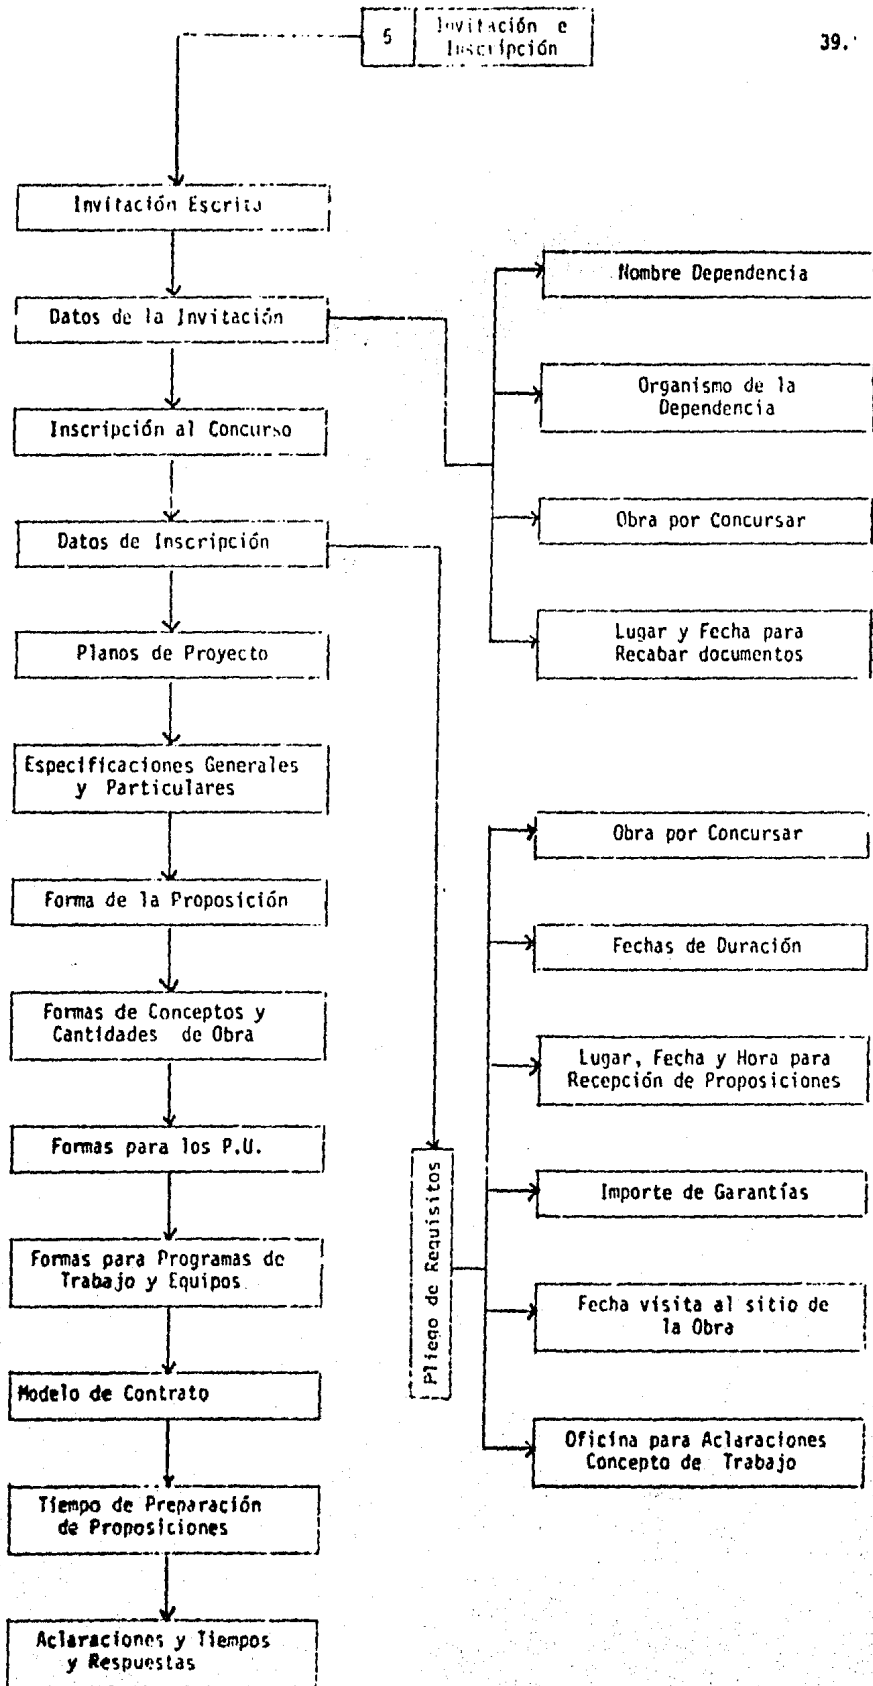 5
Invitación e
Inscripción
39.
Invitación Escrita
Datos de la Invitación
Inscripción al Concurso
Datos de Inscripción
Planos de Proyecto
Especificaciones Generales
y Particulares
Forma de la Proposición
Formas de Conceptos y
Cantidades de Obra
Formas para los P.U.
Formas para Programas de
Trabajo y Equipos
Modelo de Contrato
Tiempo de Preparación
de Proposiciones
Aclaraciones y Tiempos
y Respuestas
Nombre Dependencia
Organismo de la
Dependencia
Obra por Concursar
Lugar y Fecha para
Recabar documentos
Pliego de Requisitos
Obra por Concursar
Fechas de Duración
Lugar, Fecha y Hora para
Recepción de Proposiciones
Importe de Garantías
Fecha visita al sitio de
la Obra
Oficina para Aclaraciones
Concepto de Trabajo